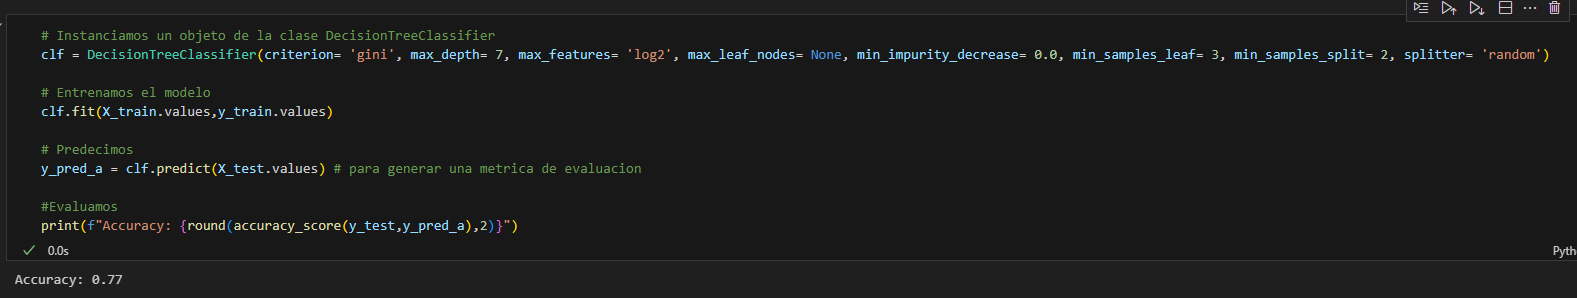 # Instanciamos un objeto de la clase DecisionTreeClassifier
clf = DecisionTreeClassifier(criterion= 'gini', max_depth= 7, max_features= 'log2', max_leaf_nodes= None, min_impurity_decrease= 0.0, min_samples_leaf= 3, min_samples_split= 2, splitter= 'random')
# Entrenamos el modelo
clf.fit(X_train.values,y_train.values)
# Predecimos
y_pred_a = clf.predict(X_test.values) # para generar una metrica de evaluacion
#Evaluamos
print(f"Accuracy: {round(accuracy_score(y_test,y_pred_a),2)}")
0.0s
Pyth
Accuracy: 0.77